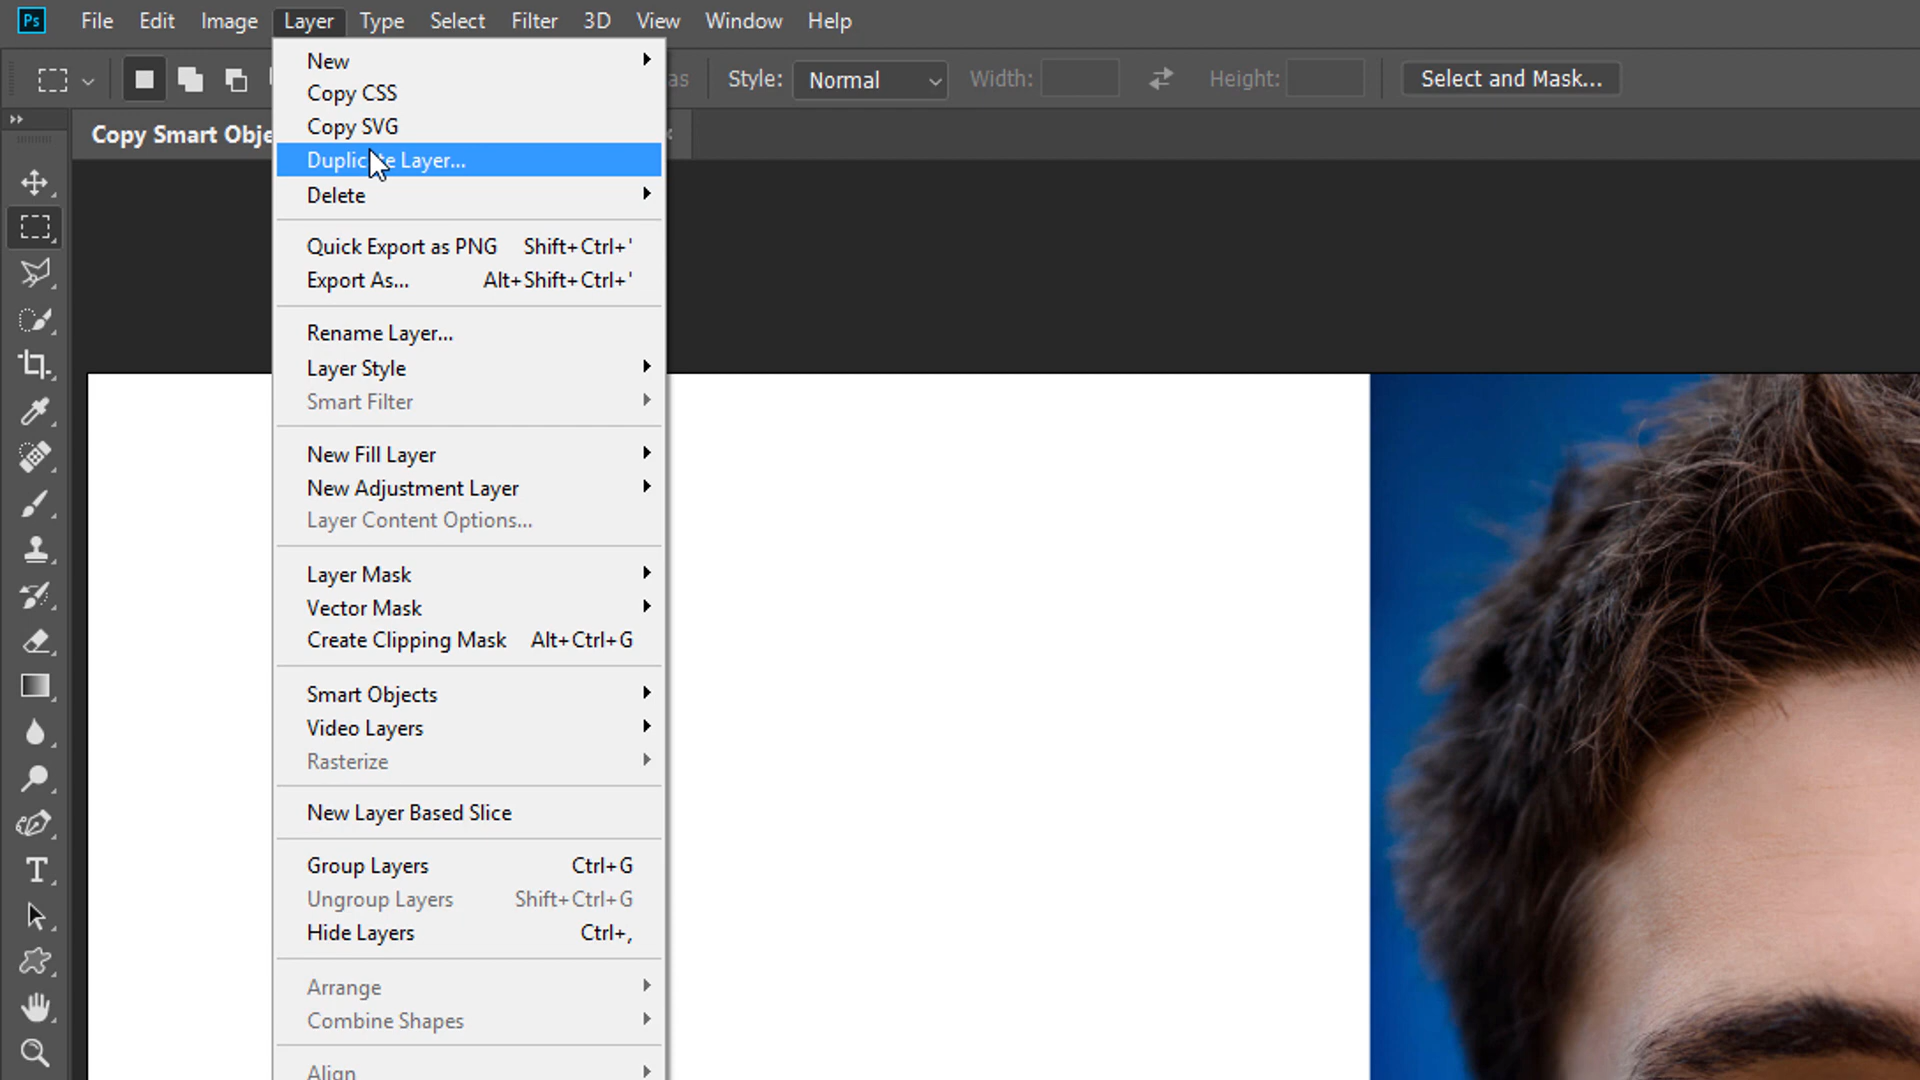 Ps File Edit Image Layer Type Select Filter 3D View Window Help
as Style: Normal Width: Height: Select and Mask...
Copy Smart Obje
New
Copy CSS
Copy SVG
Duplicate Layer...
Delete
Quick Export as PNG Shift+Ctrl+'
Export As... Alt+Shift+Ctrl+'
Rename Layer...
Layer Style
Smart Filter
New Fill Layer
New Adjustment Layer
Layer Content Options...
Layer Mask
Vector Mask
Create Clipping Mask Alt+Ctrl+G
Smart Objects
Video Layers
Rasterize
New Layer Based Slice
Group Layers Ctrl+G
Ungroup Layers Shift+Ctrl+G
Hide Layers Ctrl+,
Arrange
Combine Shapes
Align